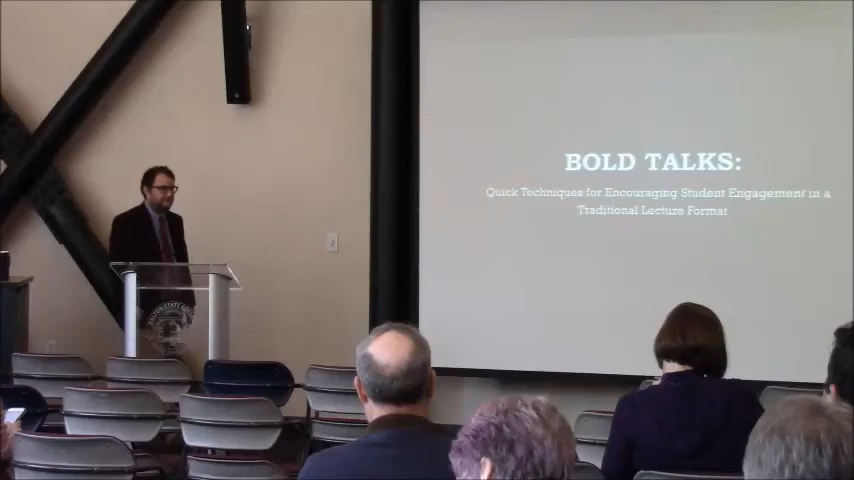 BOLD TALKS:
Quick Techniques for Encouraging Student Engagement in a
Traditional Lecture Format